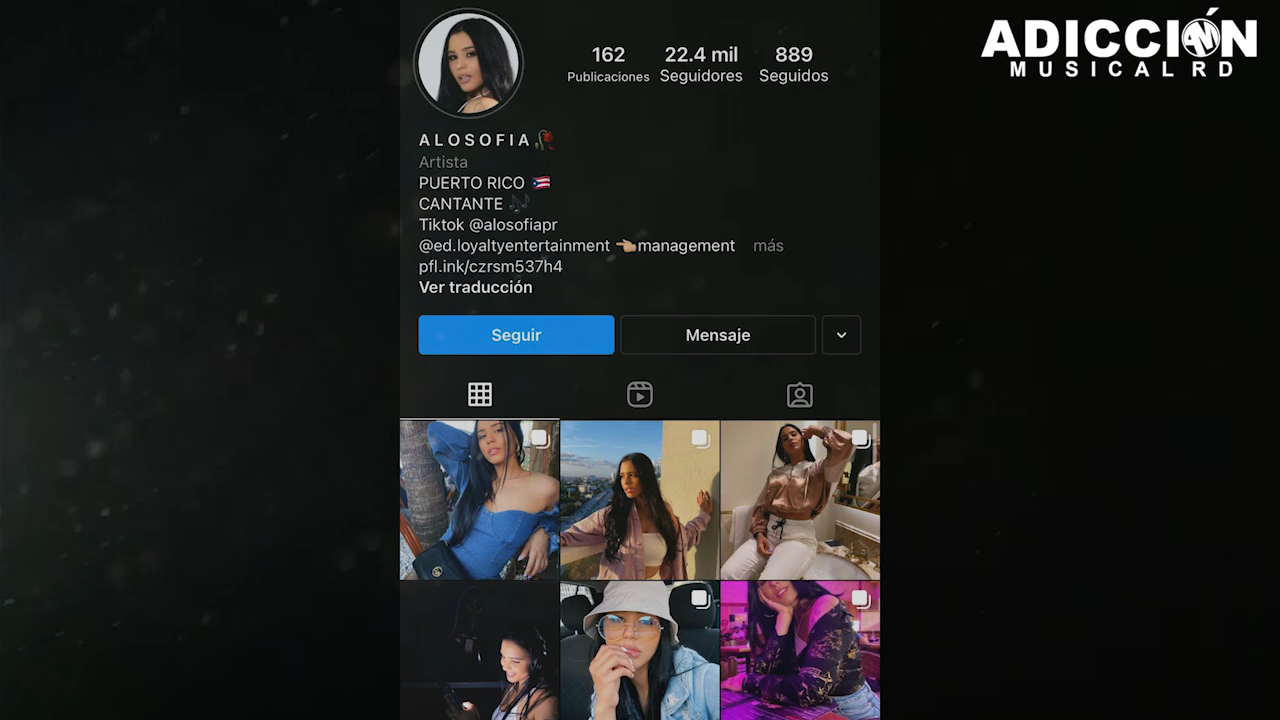 ADICCIÓN
MUSICAL RD
162 22.4 mil 889
Publicaciones Seguidores Seguidos
ALOSOFIA🥀
Artista
PUERTO RICO 🇵🇷
CANTANTE 🎶
Tiktok @alosofiapr
@ed.loyaltyentertainment 👈🏼management más
pfl.ink/czrsm537h4
Ver traducción
Seguir Mensaje